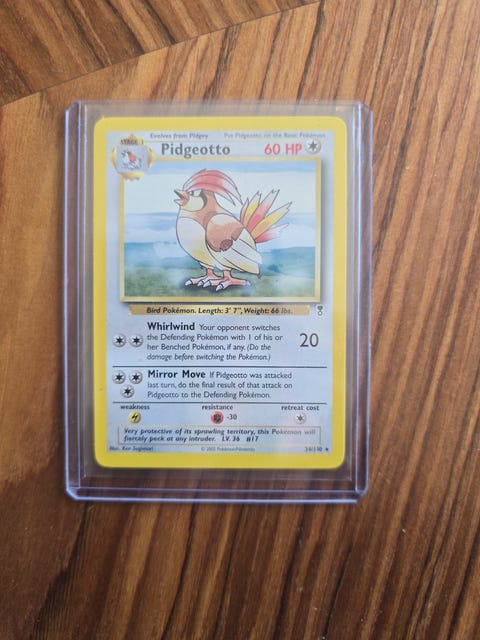 Evolves from Pidgey Put Pidgeotto on the Basic Pokémon
STAGE 1
Pidgeotto 60 HP
Bird Pokémon. Length: 3' 7", Weight: 66 lbs.
Whirlwind Your opponent switches
the Defending Pokémon with 1 of his or
her Benched Pokémon, if any. (Do the
damage before switching the Pokémon.)
20
Mirror Move If Pidgeotto was attacked
last turn, do the final result of that attack on
Pidgeotto to the Defending Pokémon.
weakness resistance retreat cost
-30
Very protective of its sprawling territory, this Pokémon will
fiercely peck at any intruder. LV. 36 #17
Illus. Ken Sugimori © 2002 Pokémon/Nintendo